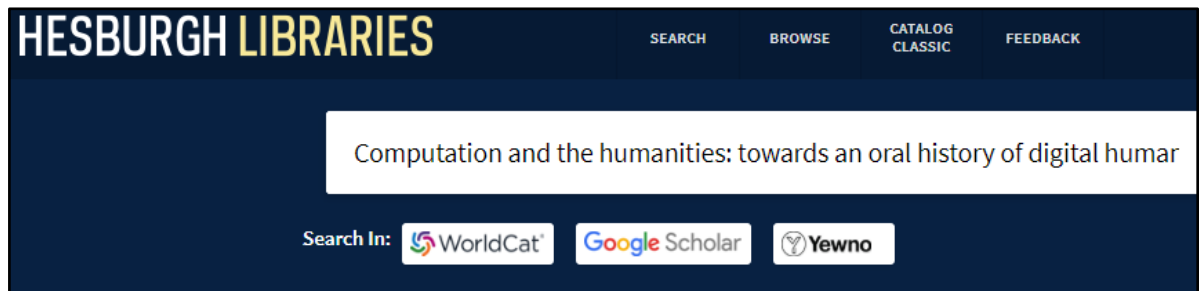 HESBURGH LIBRARIES
SEARCH
BROWSE
CATALOG
CLASSIC
FEEDBACK
Computation and the humanities: towards an oral history of digital humar
Search In:
WorldCat
Google Scholar
Yewno